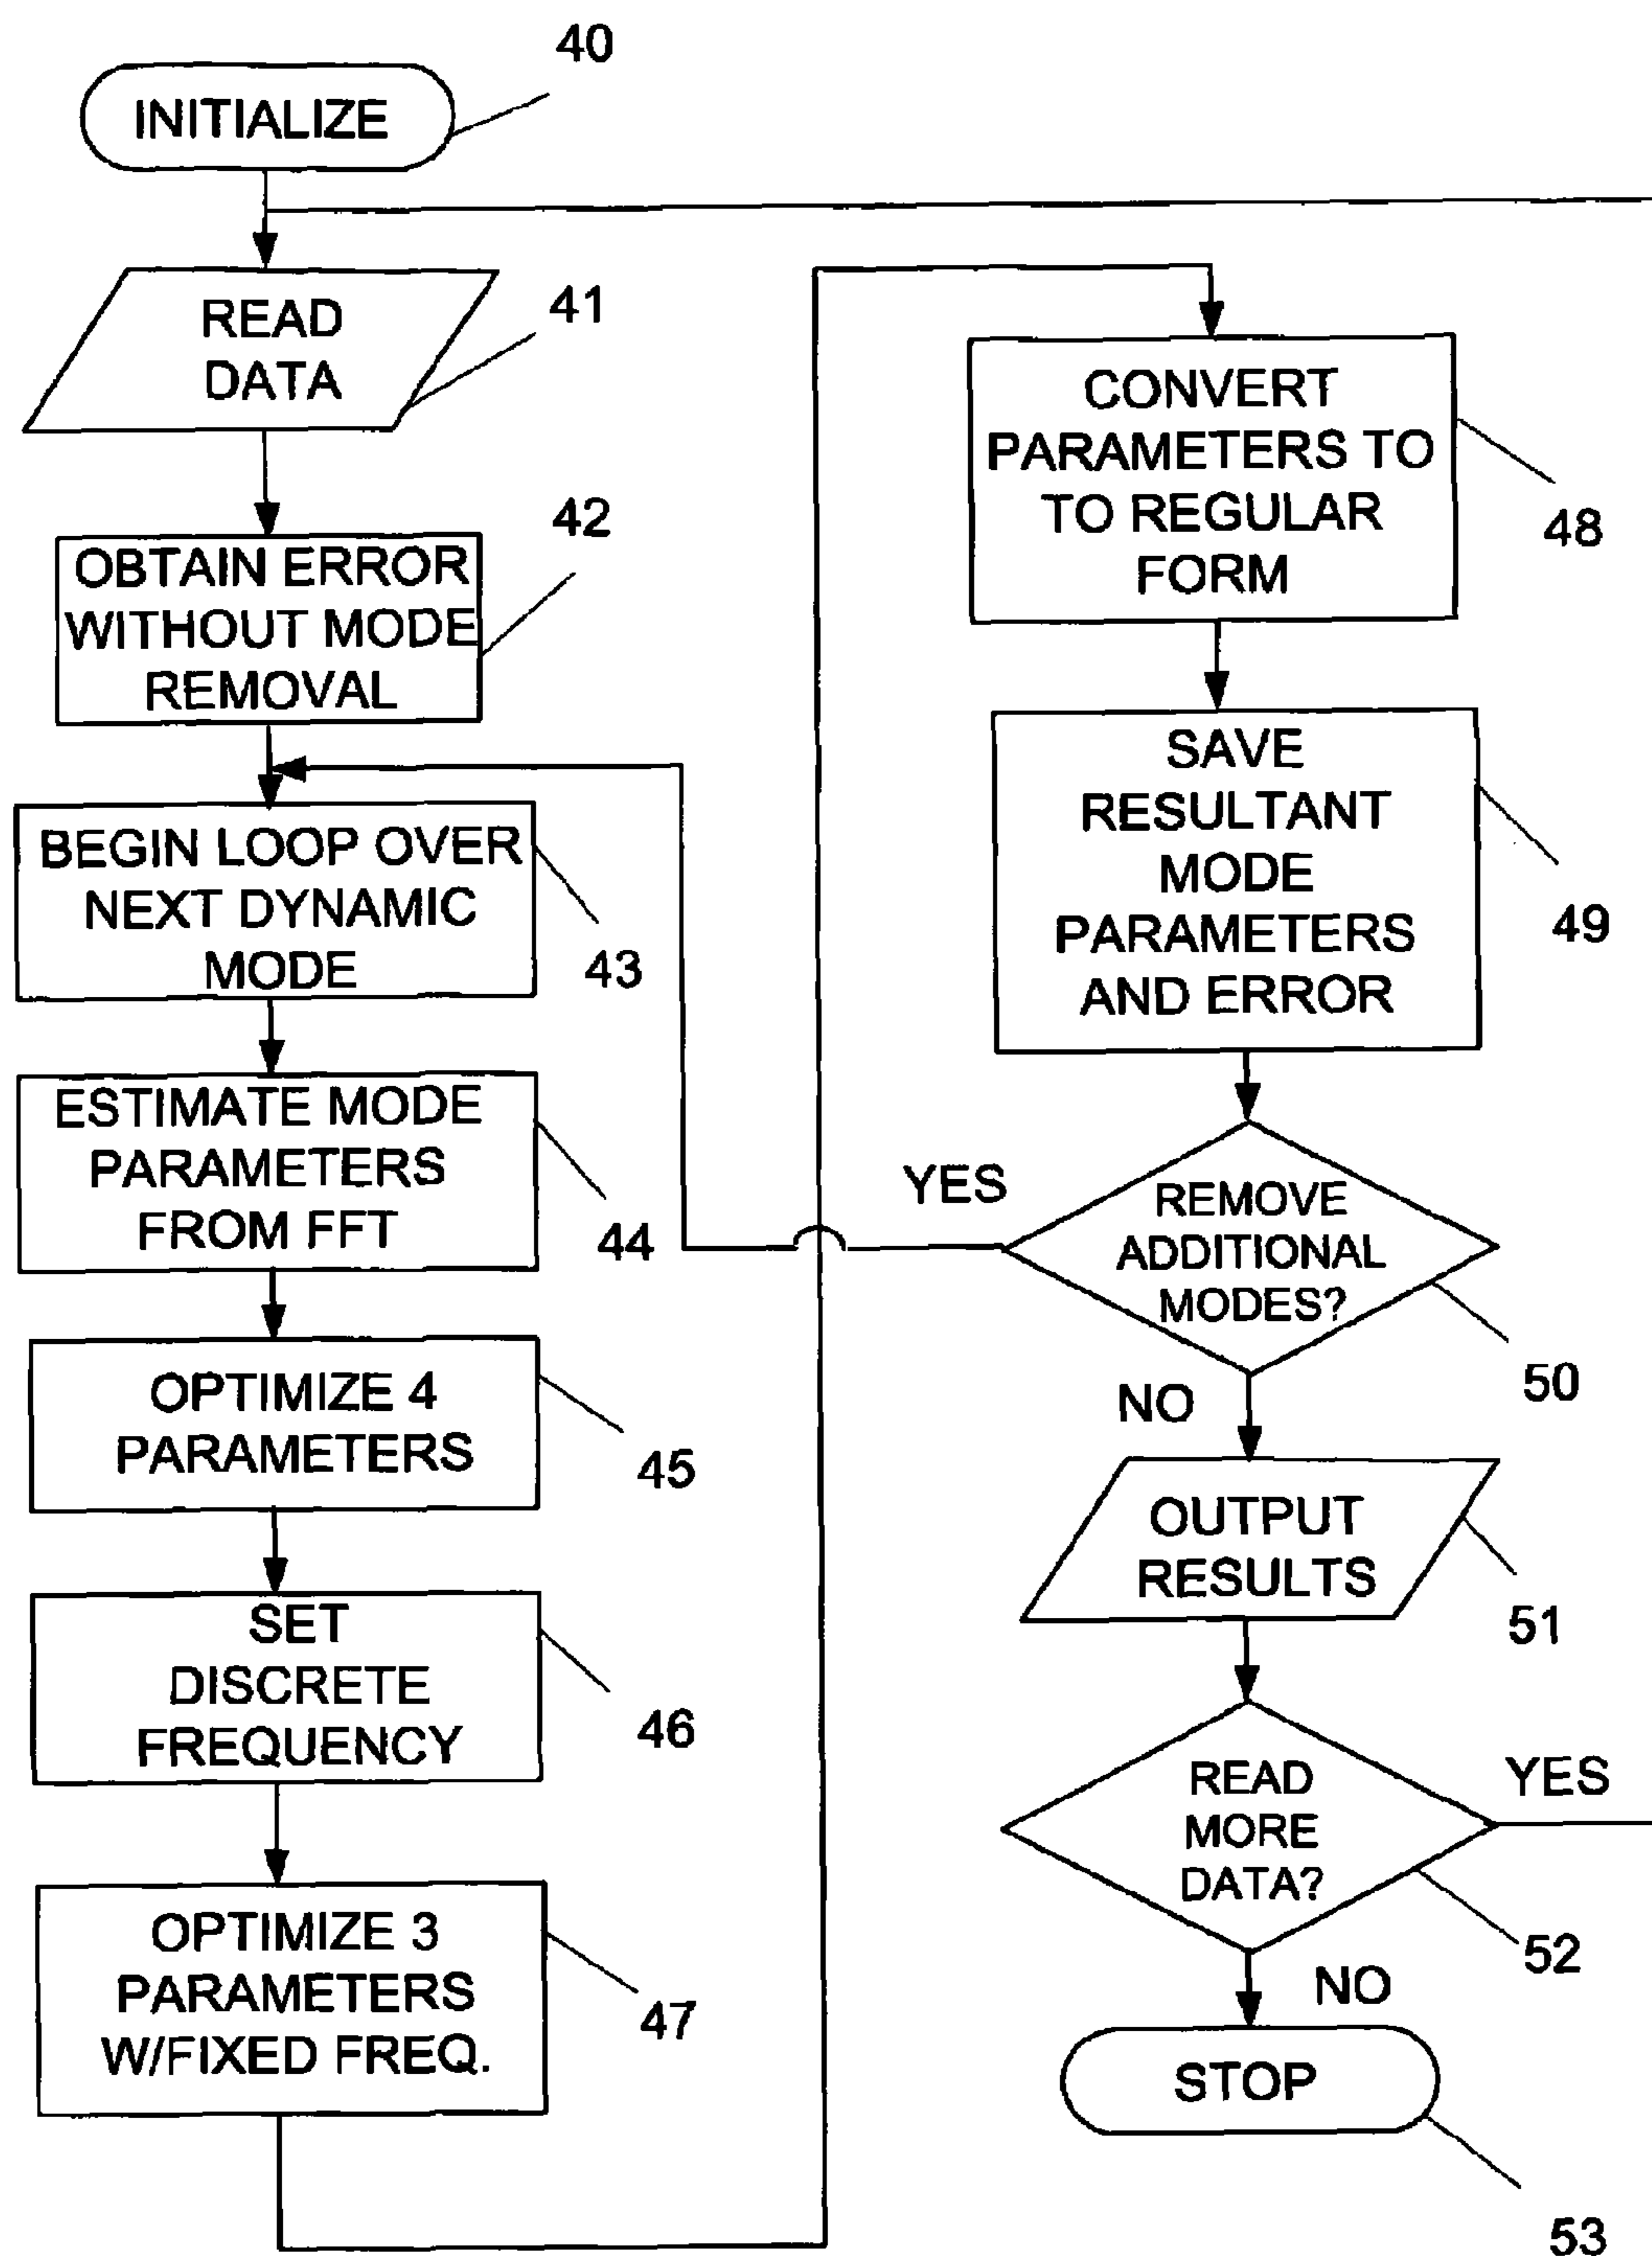 40
INITIALIZE
READ
DATA
41
OBTAIN ERROR
WITHOUT MODE
REMOVAL
42
BEGIN LOOP OVER
NEXT DYNAMIC
MODE
43
ESTIMATE MODE
PARAMETERS
FROM FFT
44
OPTIMIZE 4
PARAMETERS
45
SET
DISCRETE
FREQUENCY
46
OPTIMIZE 3
PARAMETERS
W/FIXED FREQ.
47
CONVERT
PARAMETERS TO
TO REGULAR
FORM
48
SAVE
RESULTANT
MODE
PARAMETERS
AND ERROR
49
YES
REMOVE
ADDITIONAL
MODES?
50
NO
OUTPUT
RESULTS
51
READ
MORE
DATA?
YES
52
NO
STOP
53